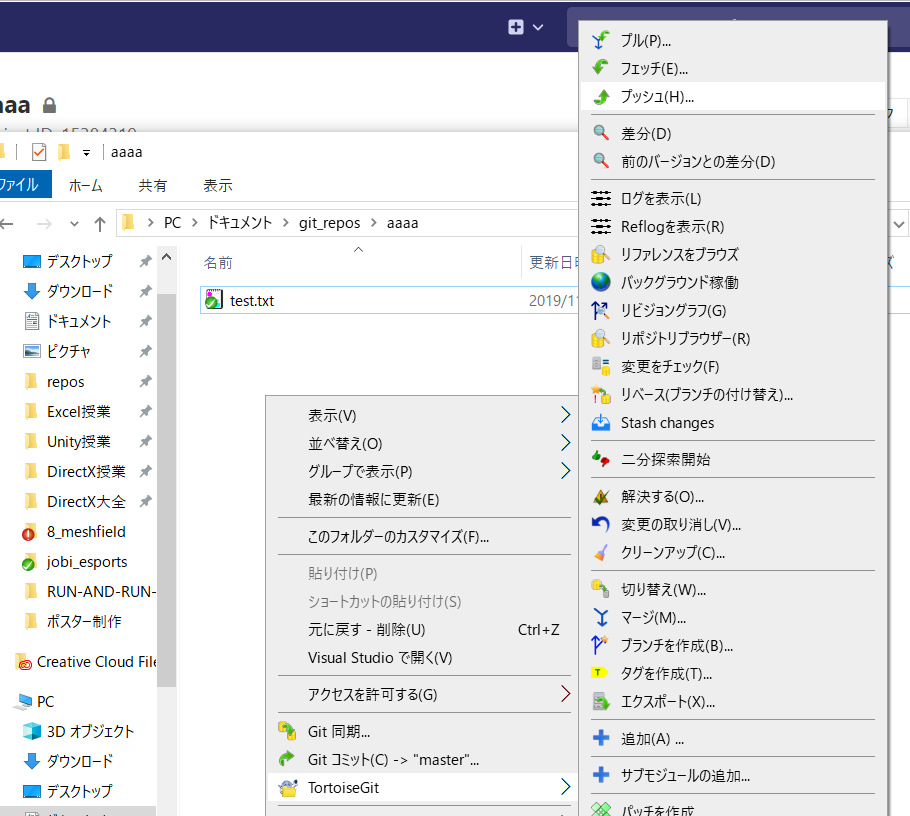 aaa
aaaa
ファイル
ホーム
共有
表示
PC
ドキュメント
git_repos
aaaa
デスクトップ
ダウンロード
ドキュメント
ピクチャ
repos
Excel授業
Unity授業
DirectX授業
DirectX大全
8_meshfield
jobi_esports
RUN-AND-RUN-
ポスター制作
Creative Cloud File
PC
3D オブジェクト
ダウンロード
デスクトップ
名前
更新日時
test.txt
2019/11
表示(V)
並べ替え(O)
グループで表示(P)
最新の情報に更新(E)
このフォルダーのカスタマイズ(F)...
貼り付け(P)
ショートカットの貼り付け(S)
元に戻す - 削除(U) Ctrl+Z
Visual Studio で開く(V)
アクセスを許可する(G)
Git 同期...
Git コミット(C) -> "master"...
TortoiseGit
プル(P)...
フェッチ(E)...
プッシュ(H)...
差分(D)
前のバージョンとの差分(D)
ログを表示(L)
Reflogを表示(R)
リファレンスをブラウズ
バックグラウンド稼働
リビジョングラフ(G)
リポジトリブラウザー(R)
変更をチェック(F)
リベース(ブランチの付け替え)...
Stash changes
二分探索開始
解決する(O)...
変更の取り消し(V)...
クリーンアップ(C)...
切り替え(W)...
マージ(M)...
ブランチを作成(B)...
タグを作成(T)...
エクスポート(X)...
追加(A) ...
サブモジュールの追加...
パッチを作成